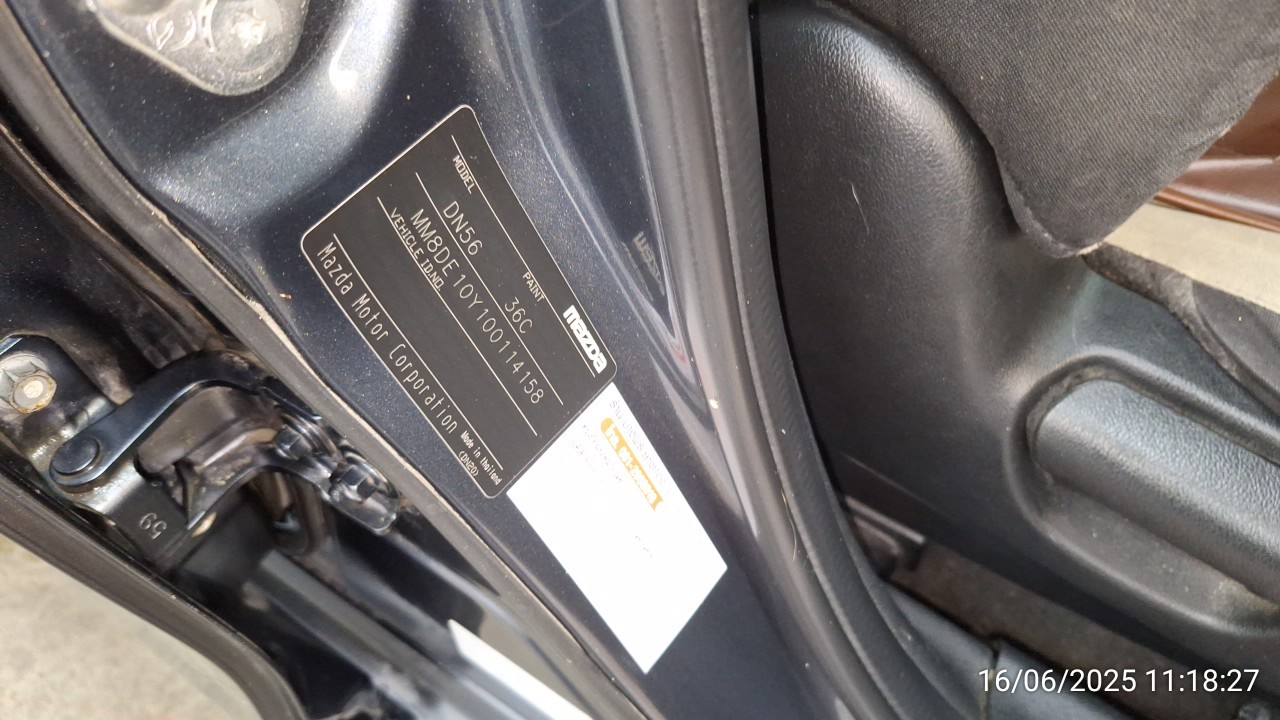 mazda
MODEL
PAINT
DN56 36C
MM8DE10Y100114158
VEHICLE ID.NO.
Mazda Motor Corporation
Made in Thailand
(DN2D)
59
16/06/2025 11:18:27